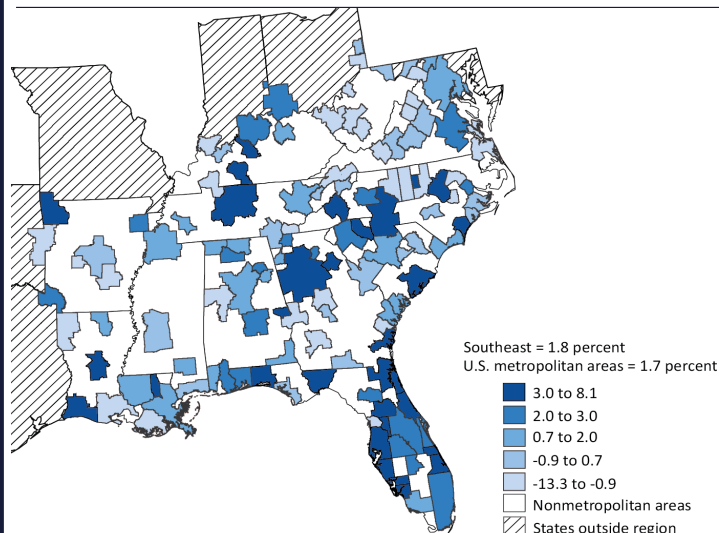 Southeast = 1.8 percent
U.S. metropolitan areas = 1.7 percent
3.0 to 8.1
2.0 to 3.0
0.7 to 2.0
-0.9 to 0.7
-13.3 to -0.9
Nonmetropolitan areas
States outside region